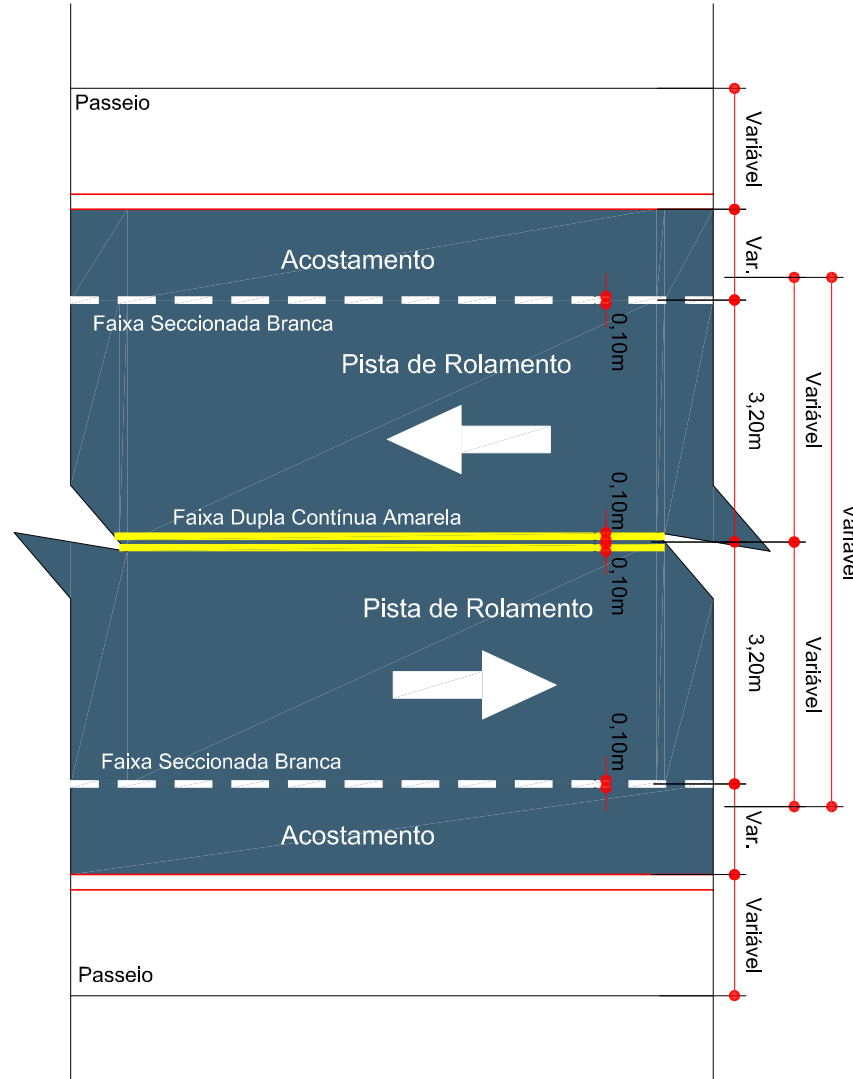 Passeio
Variável
Acostamento
Var.
Faixa Seccionada Branca
0,10m
Pista de Rolamento
3,20m
Variável
Faixa Dupla Contínua Amarela
0,10m
0,10m
Variável
Pista de Rolamento
3,20m
Variável
Faixa Seccionada Branca
0,10m
Acostamento
Var.
Passeio
Variável